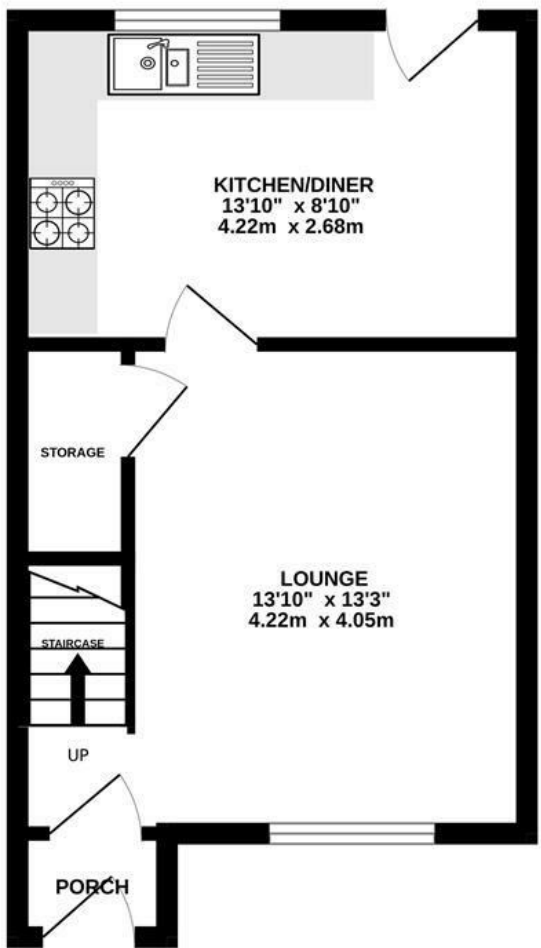 KITCHEN/DINER
13'10" x 8'10"
4.22m x 2.68m
STORAGE
LOUNGE
13'10" x 13'3"
4.22m x 4.05m
STAIRCASE
UP
PORCH